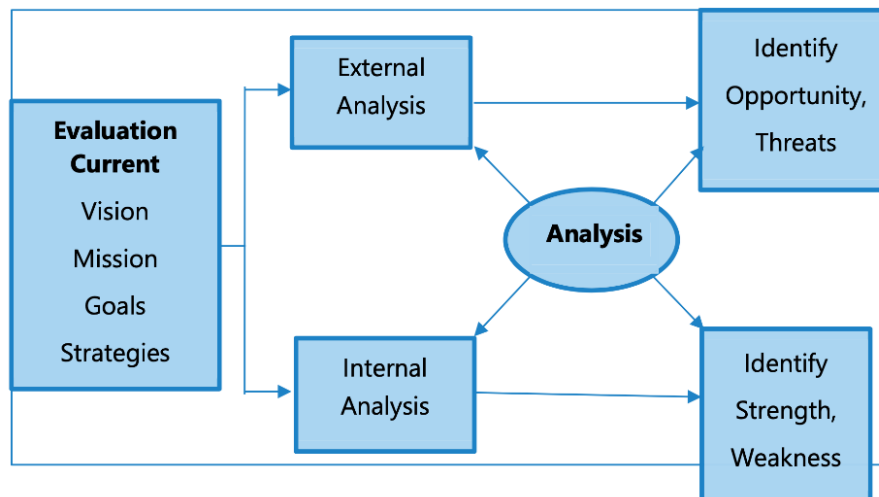 Evaluation
Current
Vision
Mission
Goals
Strategies
External
Analysis
Identify
Opportunity,
Threats
Analysis
Internal
Analysis
Identify
Strength,
Weakness